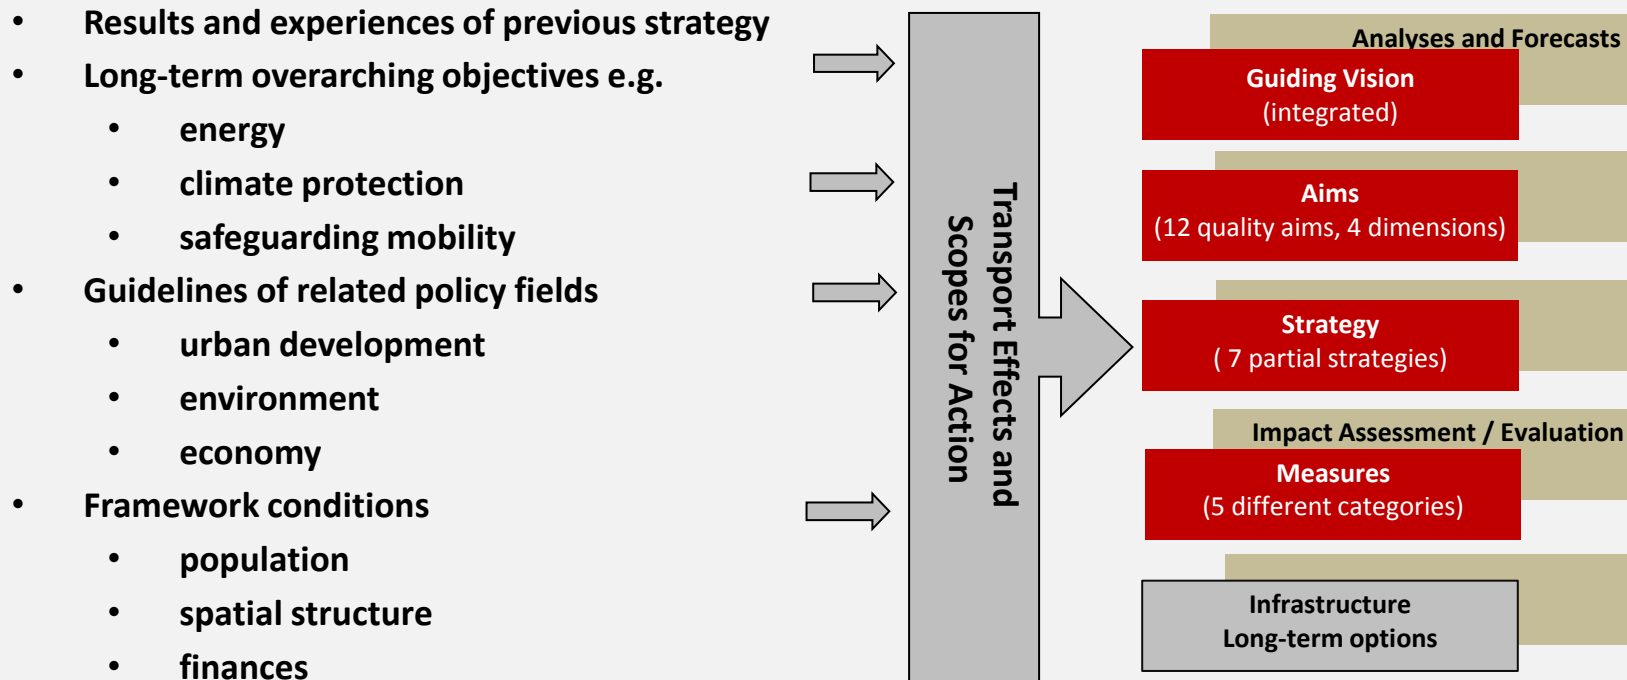 • Results and experiences of previous strategy
• Long-term overarching objectives e.g.
• energy
• climate protection
• safeguarding mobility
• Guidelines of related policy fields
• urban development
• environment
• economy
• Framework conditions
• population
• spatial structure
• finances
Transport Effects and
Scopes for Action
Analyses and Forecasts
Guiding Vision
(integrated)
Aims
(12 quality aims, 4 dimensions)
Strategy
( 7 partial strategies)
Impact Assessment / Evaluation
Measures
(5 different categories)
Infrastructure
Long-term options